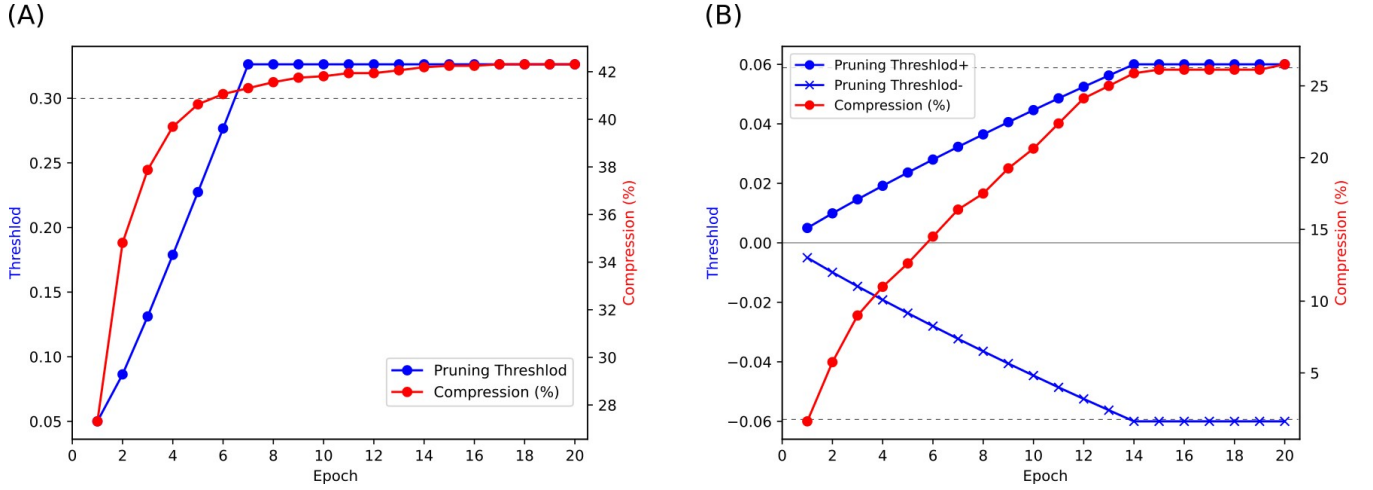 (A)
0.30
0.25
0.20
0.15
0.10
0.05
Threshlod
42
40
38
36
34
32
30
28
Compression (%)
Pruning Threshlod
Compression (%)
0 2 4 6 8 10 12 14 16 18 20
Epoch
(B)
0.06
0.04
0.02
0.00
−0.02
−0.04
−0.06
Threshlod
Pruning Threshlod+
Pruning Threshlod-
Compression (%)
25
20
15
10
5
Compression (%)
0 2 4 6 8 10 12 14 16 18 20
Epoch